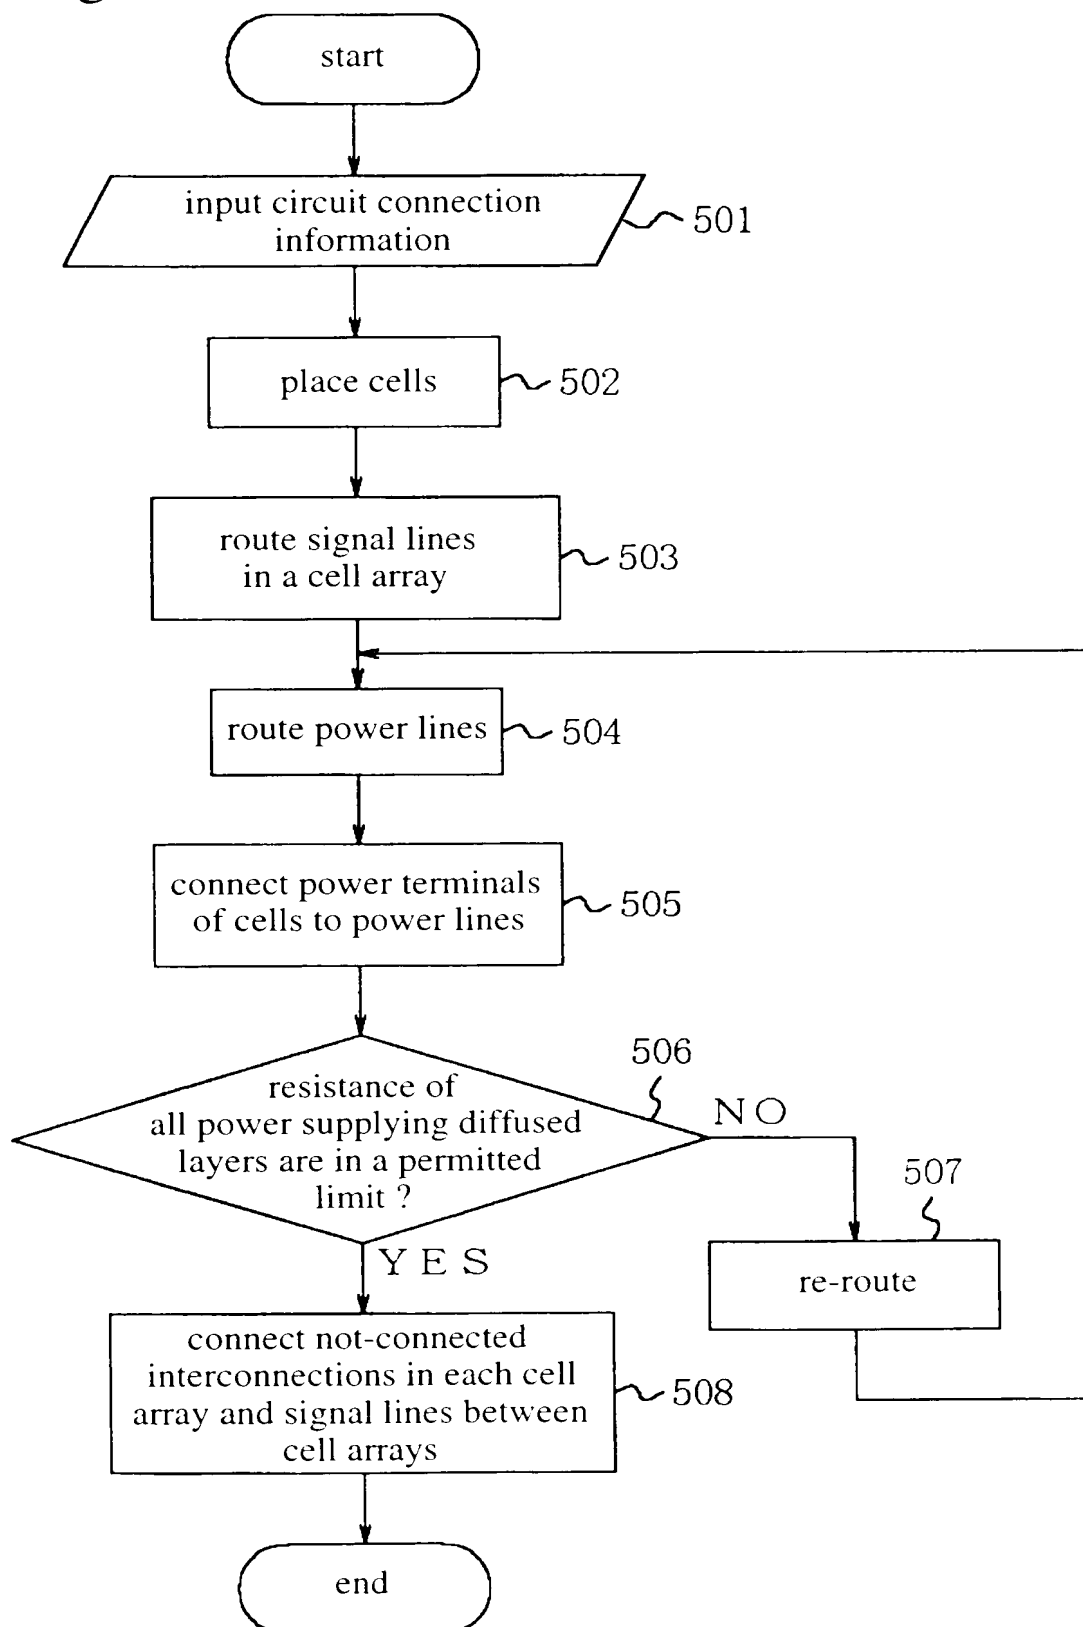 start
input circuit connection
information
501
place cells
502
route signal lines
in a cell array
503
route power lines
504
connect power terminals
of cells to power lines
505
506
resistance of
all power supplying diffused
layers are in a permitted
limit ?
NO
507
re-route
YES
connect not-connected
interconnections in each cell
array and signal lines between
cell arrays
508
end